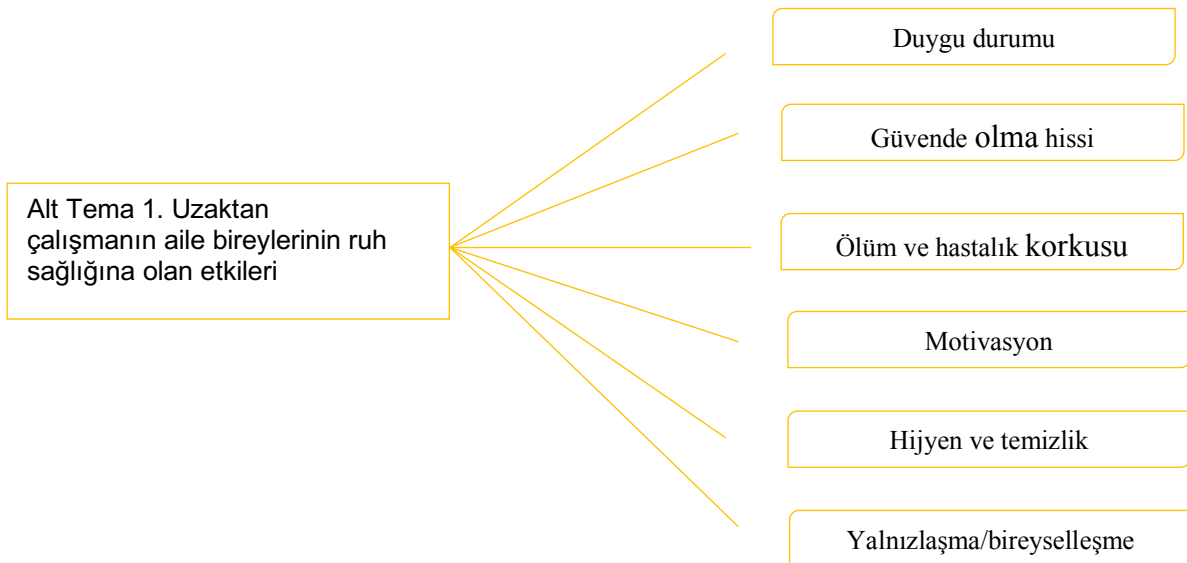 Duygu durumu
Güvende olma hissi
Alt Tema 1. Uzaktan
çalışmanın aile bireylerinin ruh
sağlığına olan etkileri
Ölüm ve hastalık korkusu
Motivasyon
Hijyen ve temizlik
Yalnızlaşma/bireyselleşme